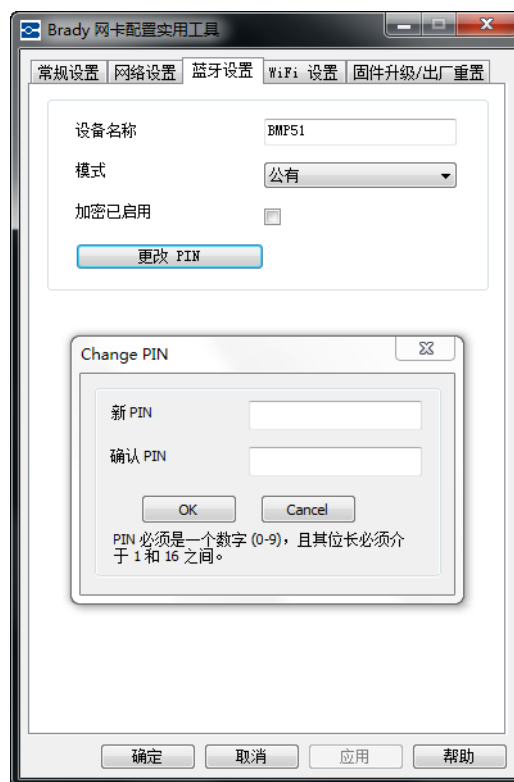 Brady 网卡配置实用工具
常规设置 网络设置 蓝牙设置 WiFi 设置 固件升级/出厂重置
设备名称 BMP51
模式 公有
加密已启用
更改 PIN
Change PIN
新 PIN
确认 PIN
OK Cancel
PIN 必须是一个数字 (0-9)，且其位长必须介
于 1 和 16 之间。
确定 取消 应用 帮助